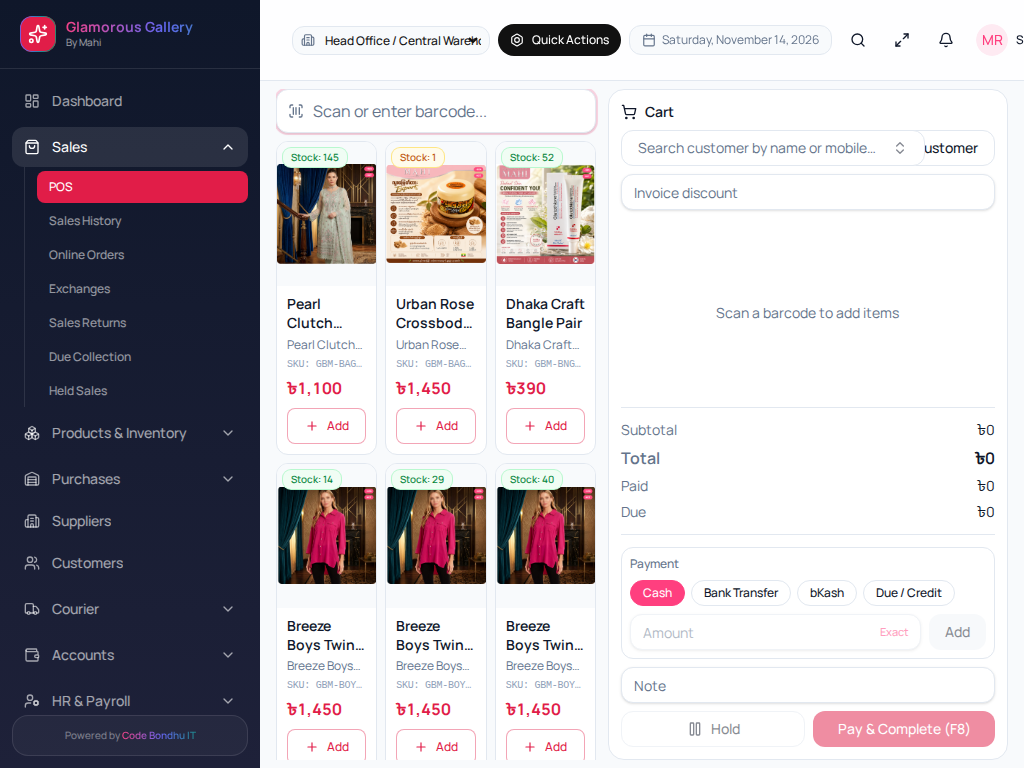 Glamorous Gallery
By Mahi
Dashboard
Sales
POS
Sales History
Online Orders
Exchanges
Sales Returns
Due Collection
Held Sales
Products & Inventory
Purchases
Suppliers
Customers
Courier
Accounts
HR & Payroll
Powered by Code Bondhu IT
Head Office / Central
Quick Actions
Saturday, November 14, 2026
MR
S
Scan or enter barcode...
Stock: 145
Stock: 1
Stock: 52
Pearl
Clutch...
Urban Rose
Crossbod...
Dhaka Craft
Bangle Pair
Pearl Clutch...
Urban Rose...
Dhaka Craft...
SKU: GBM-BAG...
SKU: GBM-BAG...
SKU: GBM-BNG...
৳1,100
৳1,450
৳390
Add
Add
Add
Stock: 14
Stock: 29
Stock: 40
Breeze
Boys Twin...
Breeze
Boys Twin...
Breeze
Boys Twin...
Breeze Boys...
Breeze Boys...
Breeze Boys...
SKU: GBM-BOY...
SKU: GBM-BOY...
SKU: GBM-BOY...
৳1,450
৳1,450
৳1,450
Add
Add
Add
Cart
Search customer by name or mobile...
ustomer
Invoice discount
Scan a barcode to add items
Subtotal ৳0
Total ৳0
Paid ৳0
Due ৳0
Payment
Cash
Bank Transfer
bKash
Due / Credit
Amount
Exact
Add
Note
Hold
Pay & Complete (F8)